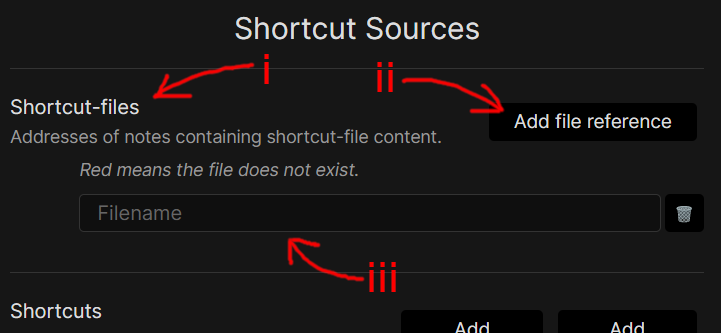 Shortcut Sources
i
ii
Shortcut-files
Add file reference
Addresses of notes containing shortcut-file content.
Red means the file does not exist.
Filename
iii
Shortcuts
Add
Add